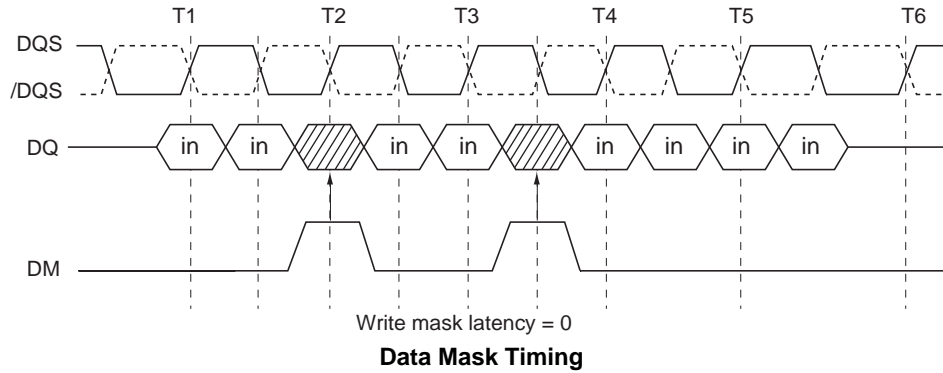 T1 T2 T3 T4 T5 T6
DQS
/DQS
DQ in in in in in in in in
DM
Write mask latency = 0
Data Mask Timing